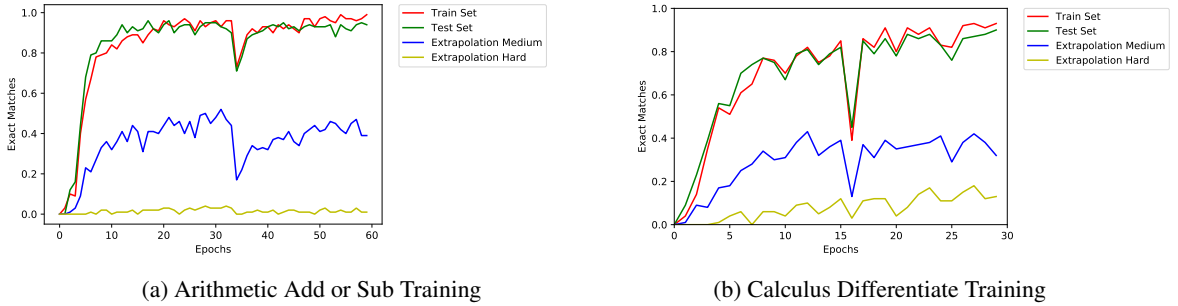 Train Set
Test Set
Extrapolation Medium
Extrapolation Hard
Exact Matches
1.0
0.8
0.6
0.4
0.2
0.0
0 10 20 30 40 50 60
Epochs
(a) Arithmetic Add or Sub Training
Train Set
Test Set
Extrapolation Medium
Extrapolation Hard
Exact Matches
1.0
0.8
0.6
0.4
0.2
0.0
0 5 10 15 20 25 30
Epochs
(b) Calculus Differentiate Training